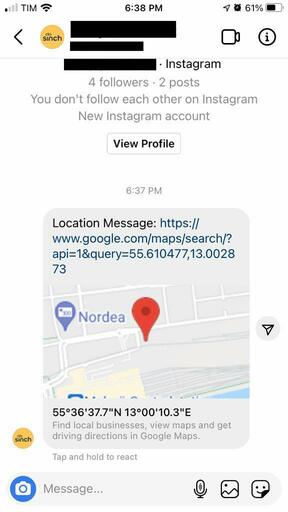 TIM
6:38 PM
61%
sinch
· Instagram
4 followers · 2 posts
You don't follow each other on Instagram
New Instagram account
View Profile
6:37 PM
Location Message: https://
www.google.com/maps/search/?
api=1&query=55.610477,13.0028
73
Nordea
55°36'37.7"N 13°00'10.3"E
Find local businesses, view maps and get
driving directions in Google Maps.
sinch
Tap and hold to react
Message...